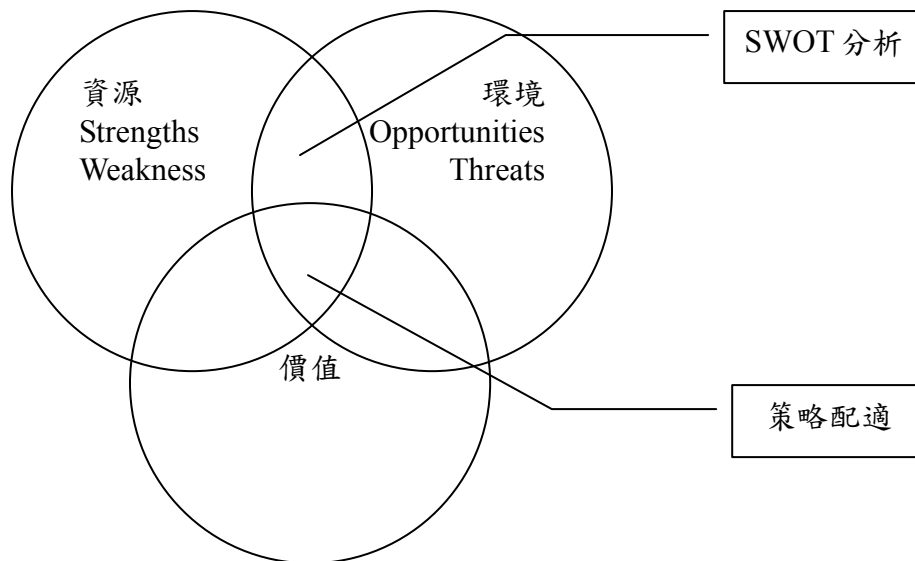 SWOT 分析
資源
Strengths
Weakness
環境
Opportunities
Threats
價值
策略配適